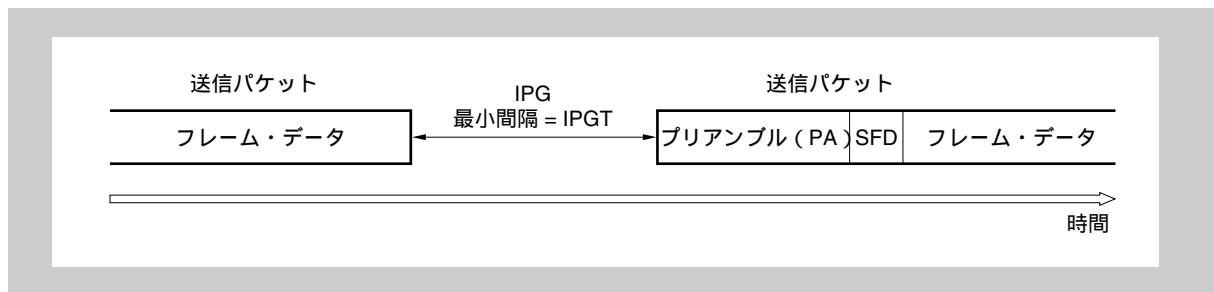 送信パケット
IPG
最小間隔 = IPGT
送信パケット
フレーム・データ
プリアンブル ( PA )
SFD
フレーム・データ
時間